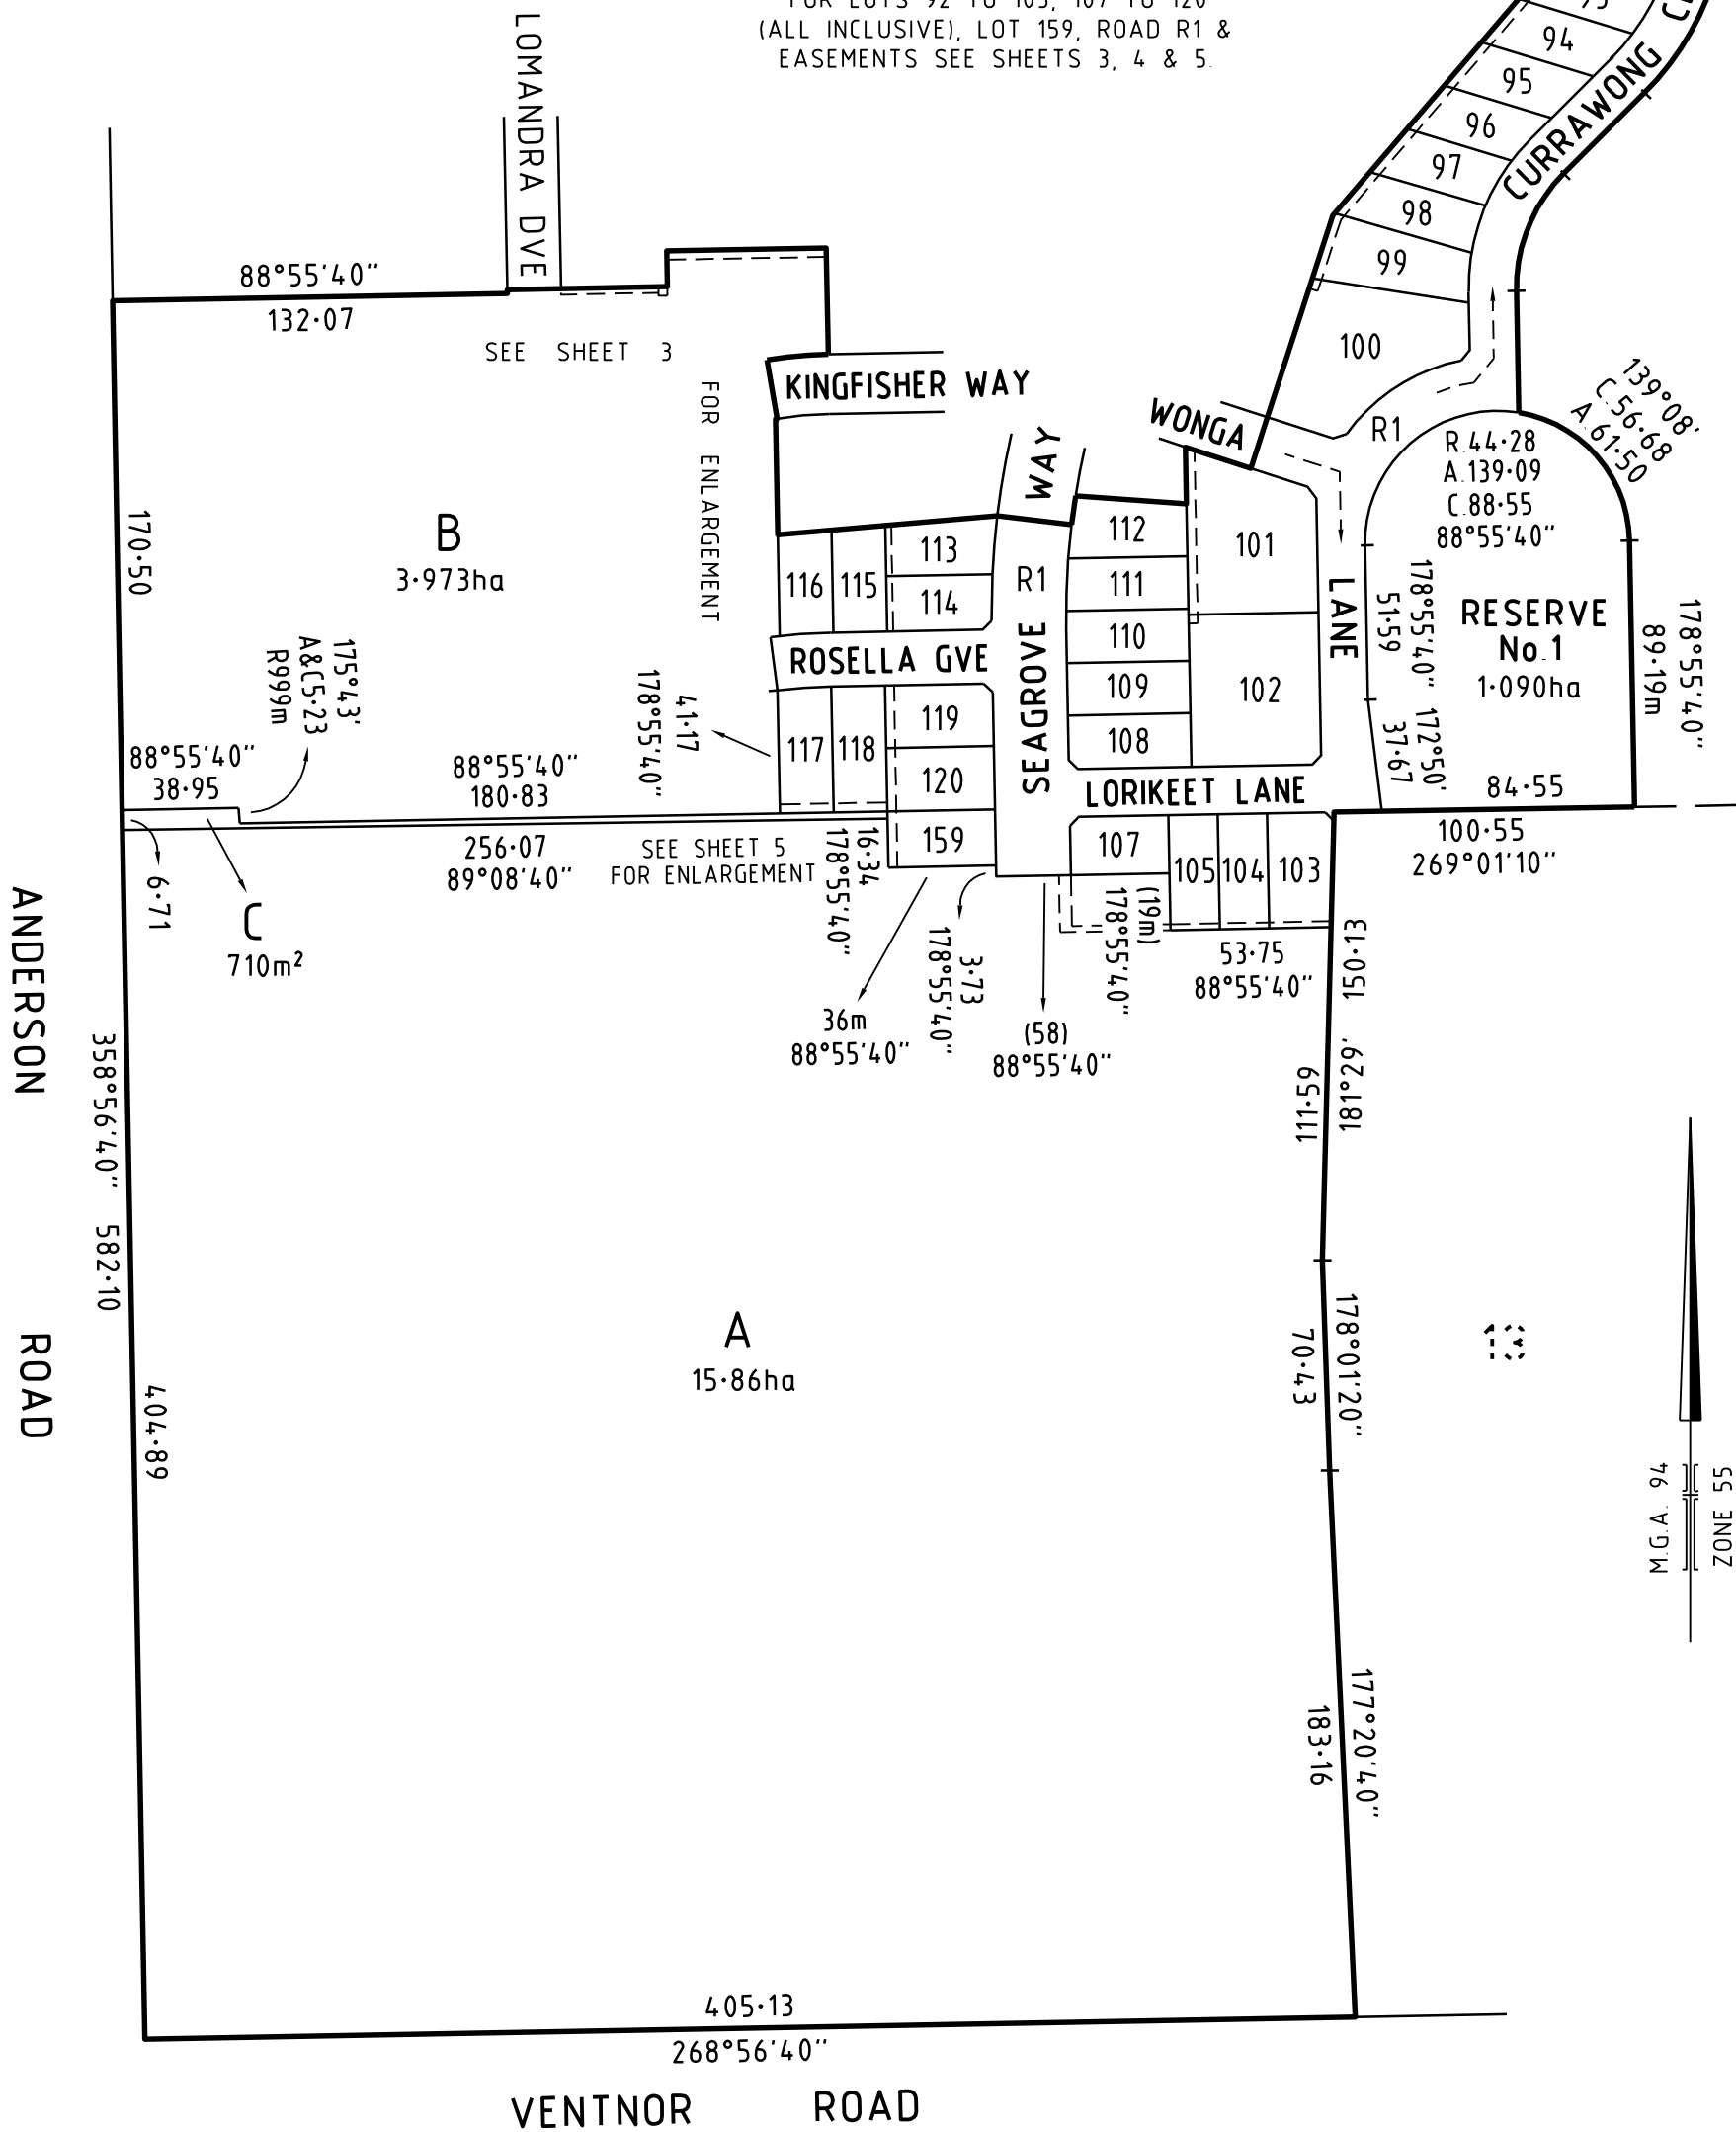 (ALL INCLUSIVE), LOT 159, ROAD R1 &
EASEMENTS SEE SHEETS 3, 4 & 5.
LOMANDRA DVE
94
95
96
97
98
99
100
CURRAWONG
88°55'40"
132·07
SEE SHEET 3
FOR ENLARGEMENT
KINGFISHER WAY
WAY
WONGA
R1
139°08'
C.56·68
A.61·50
R.44·28
A.139·09
C.88·55
88°55'40"
170·50
B
3·973ha
116
115
113
114
R1
112
111
110
109
108
101
102
LANE
178°55'40"
51·59
172°50'
37·67
RESERVE
No.1
1·090ha
178°55'40"
89·19m
84·55
ROSELLA GVE
SEAGROVE
175°43'
A&C5·23
R999m
41·17
178°55'40"
117
118
119
120
159
LORIKEET LANE
88°55'40"
38·95
88°55'40"
180·83
256·07
89°08'40"
SEE SHEET 5
FOR ENLARGEMENT
16·34
178°55'40"
107
105
104
103
100·55
269°01'10"
6·71
C
710m²
36m
88°55'40"
3·73
178°55'40"
(58)
88°55'40"
(19m)
178°55'40"
53·75
88°55'40"
150·13
181°29'
111·59
ANDERSON ROAD
358°56'40" 582·10
404·89
A
15·86ha
178°01'20"
70·43
13
ZONE 55
M.G.A. 94
177°20'40"
183·16
405·13
268°56'40"
VENTNOR ROAD